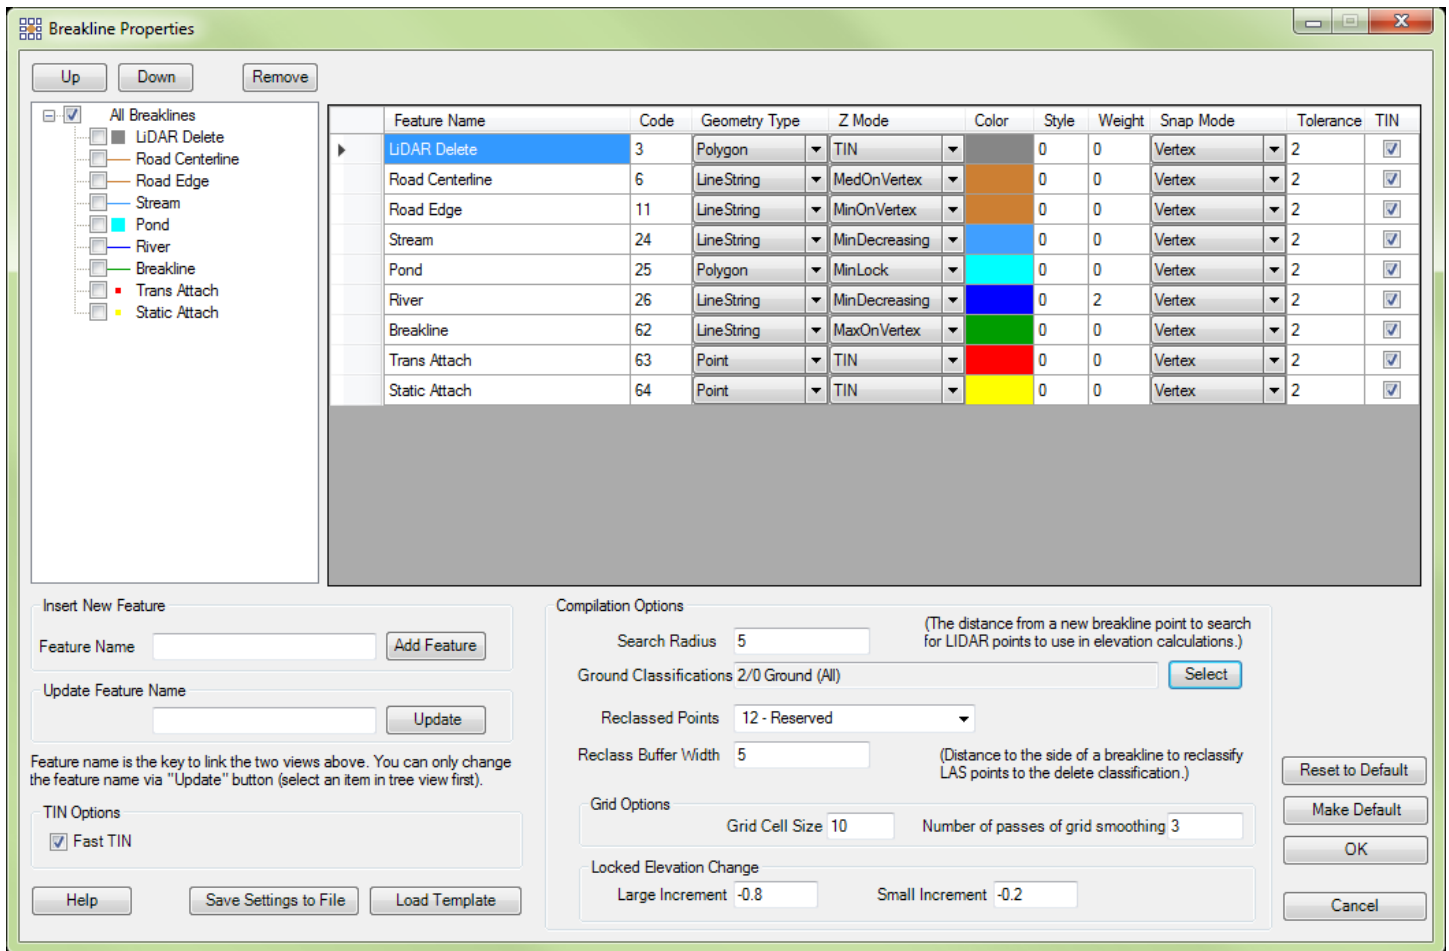 Breakline Properties
Up Down Remove
All Breaklines
LiDAR Delete
Road Centerline
Road Edge
Stream
Pond
River
Breakline
Trans Attach
Static Attach
Feature Name Code Geometry Type Z Mode Color Style Weight Snap Mode Tolerance TIN
LiDAR Delete 3 Polygon TIN 0 0 Vertex 2
Road Centerline 6 LineString MedOnVertex 0 0 Vertex 2
Road Edge 11 LineString MinOnVertex 0 0 Vertex 2
Stream 24 LineString MinDecreasing 0 0 Vertex 2
Pond 25 Polygon MinLock 0 0 Vertex 2
River 26 LineString MinDecreasing 0 2 Vertex 2
Breakline 62 LineString MaxOnVertex 0 0 Vertex 2
Trans Attach 63 Point TIN 0 0 Vertex 2
Static Attach 64 Point TIN 0 0 Vertex 2
Insert New Feature
Feature Name Add Feature
Update Feature Name
Update
Feature name is the key to link the two views above. You can only change
the feature name via "Update" button (select an item in tree view first).
TIN Options
Fast TIN
Help Save Settings to File Load Template
Compilation Options
Search Radius 5 (The distance from a new breakline point to search
for LIDAR points to use in elevation calculations.)
Ground Classifications 2/0 Ground (All) Select
Reclassed Points 12 - Reserved
Reclass Buffer Width 5 (Distance to the side of a breakline to reclassify
LAS points to the delete classification.)
Grid Options
Grid Cell Size 10 Number of passes of grid smoothing 3
Locked Elevation Change
Large Increment -0.8 Small Increment -0.2
Reset to Default
Make Default
OK
Cancel